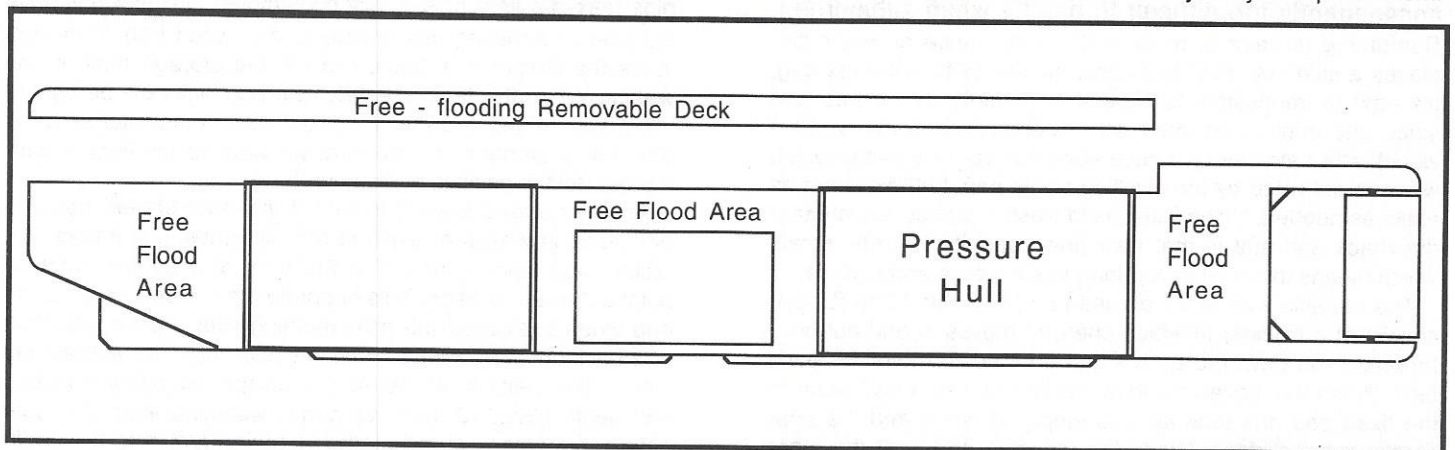 Free - flooding Removable Deck
Free
Flood
Area
Free Flood Area
Pressure
Hull
Free
Flood
Area